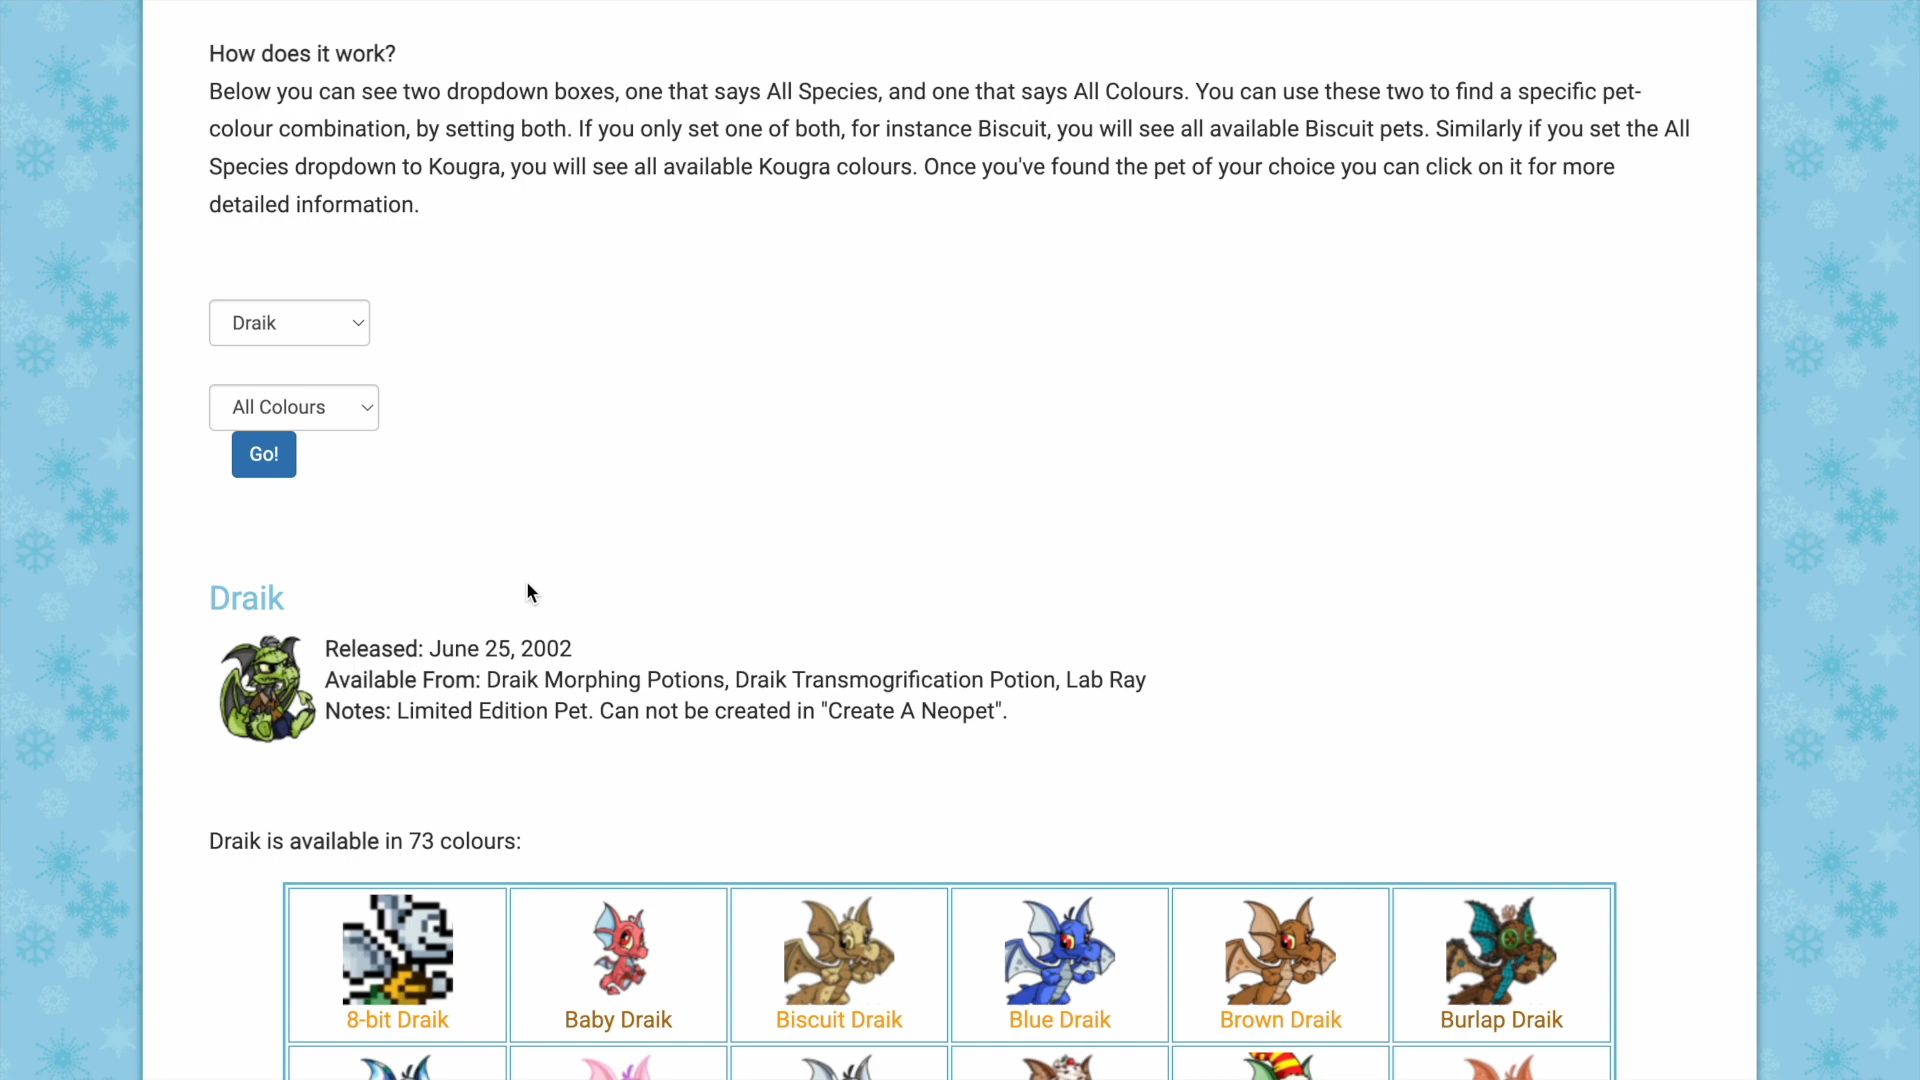 How does it work?
Below you can see two dropdown boxes, one that says All Species, and one that says All Colours. You can use these two to find a specific pet-
colour combination, by setting both. If you only set one of both, for instance Biscuit, you will see all available Biscuit pets. Similarly if you set the All
Species dropdown to Kougra, you will see all available Kougra colours. Once you've found the pet of your choice you can click on it for more
detailed information.
Draik
All Colours
Go!
Draik
Released: June 25, 2002
Available From: Draik Morphing Potions, Draik Transmogrification Potion, Lab Ray
Notes: Limited Edition Pet. Can not be created in "Create A Neopet".
Draik is available in 73 colours:
8-bit Draik
Baby Draik
Biscuit Draik
Blue Draik
Brown Draik
Burlap Draik